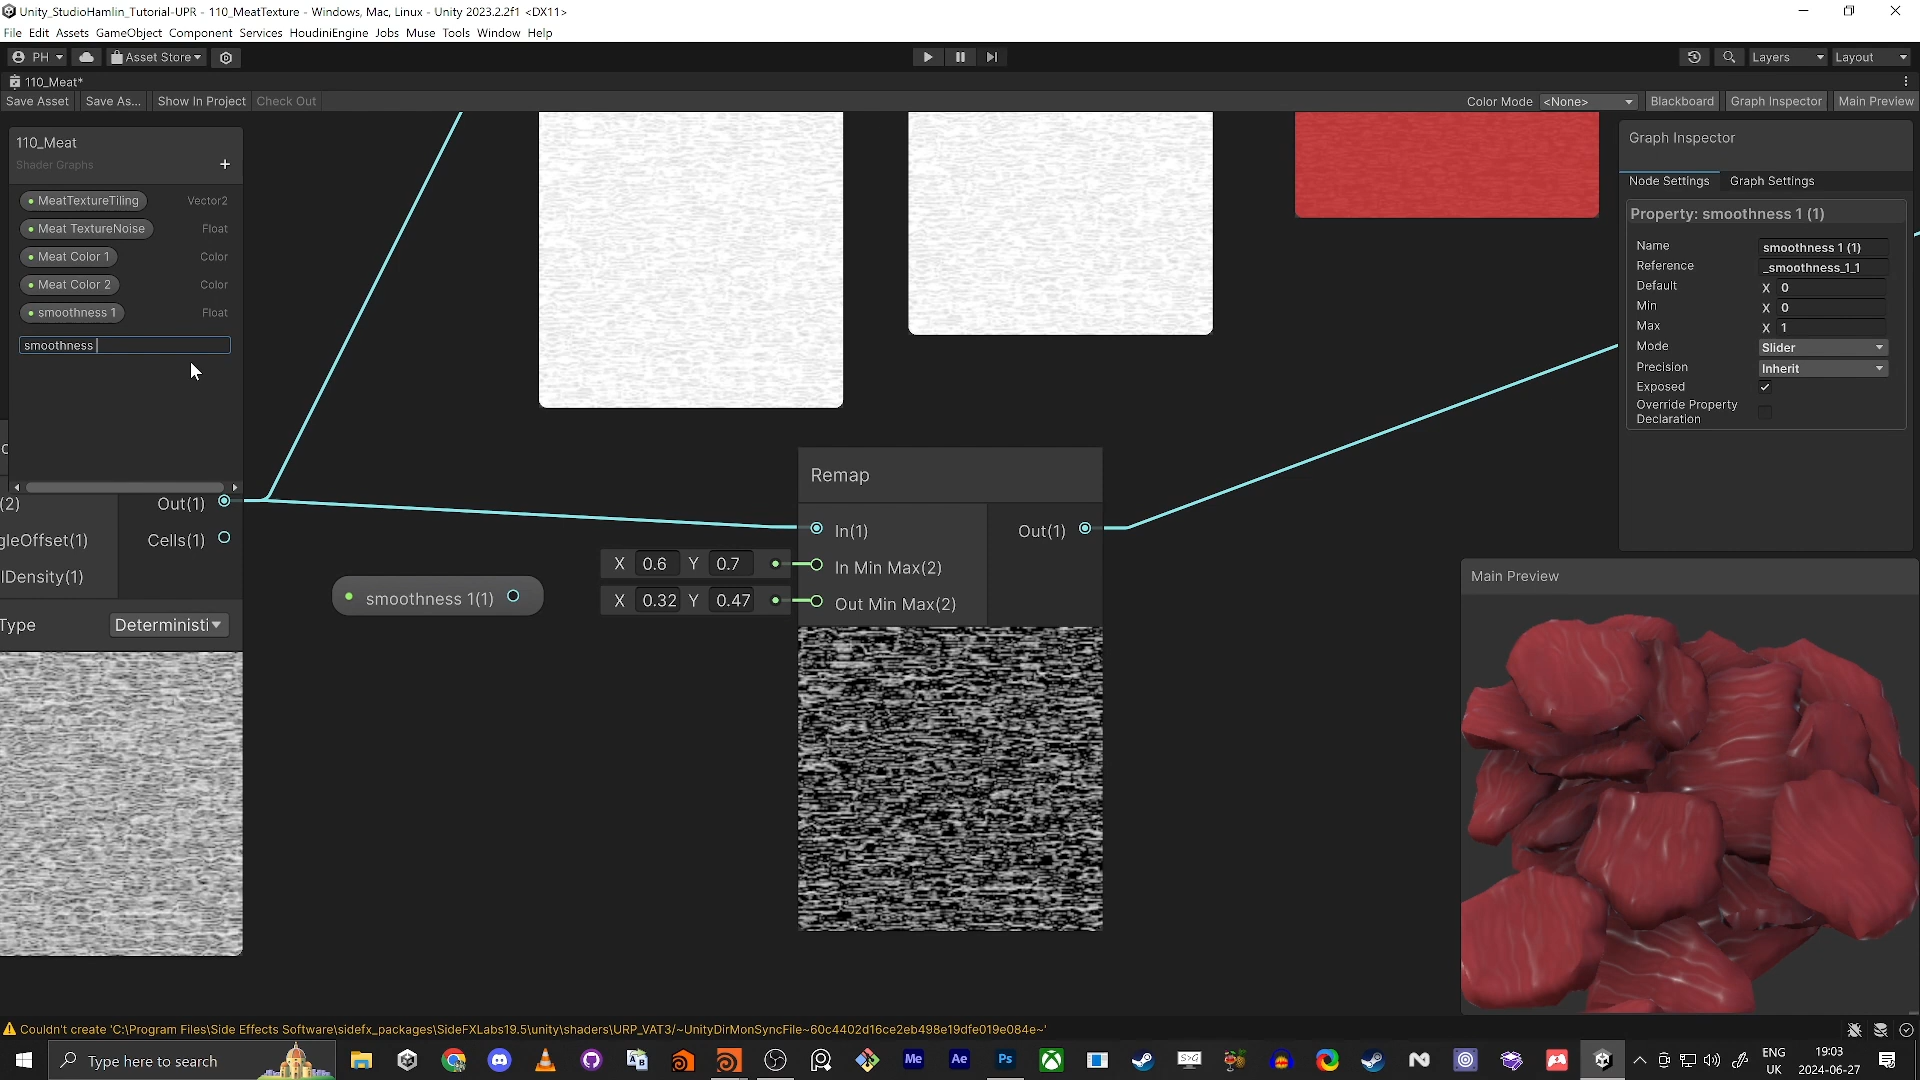 Unity_StudioHamlin_Tutorial-UPR - 110_MeatTexture - Windows, Mac, Linux - Unity 2023.2.2f1 <DX11>
File Edit Assets GameObject Component Services HoudiniEngine Jobs Muse Tools Window Help
PH Asset Store Layers Layout
110_Meat*
Save Asset Save As... Show In Project Check Out Color Mode <None> Blackboard Graph Inspector Main Preview
110_Meat
Shader Graphs
MeatTextureTiling Vector2
Meat TextureNoise Float
Meat Color 1 Color
Meat Color 2 Color
smoothness 1 Float
smoothness
(2) Out(1)
gleOffset(1) Cells(1)
lDensity(1)
Type Deterministi
smoothness 1(1)
X 0.6 Y 0.7
X 0.32 Y 0.47
Remap
In(1) Out(1)
In Min Max(2)
Out Min Max(2)
Graph Inspector
Node Settings Graph Settings
Property: smoothness 1 (1)
Name smoothness 1 (1)
Reference _smoothness_1_1
Default X 0
Min X 0
Max X 1
Mode Slider
Precision Inherit
Exposed
Override Property
Declaration
Main Preview
Couldn't create 'C:\Program Files\Side Effects Software\sidefx_packages\SideFXLabs19.5\unity\shaders\URP_VAT3/~UnityDirMonSyncFile~60c4402d16ce2eb498e19dfe019e084e~'
Type here to search
Me Ae Ps
ENG 19:03
UK 2024-06-27